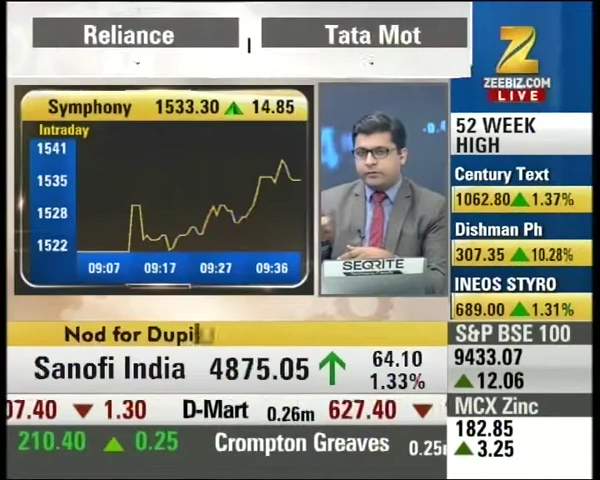 Reliance
Tata Mot
ZEEBIZ.COM
LIVE
Symphony 1533.30 14.85
Intraday
1541
1535
1528
1522
09:07 09:17 09:27 09:36
SEQRITE
52 WEEK
HIGH
Century Text
1062.80 1.37%
Dishman Ph
307.35 10.28%
INEOS STYRO
689.00 1.31%
Nod for Dupil
Sanofi India 4875.05 64.10
1.33%
S&P BSE 100
9433.07
12.06
MCX Zinc
182.85
3.25
07.40 1.30 D-Mart 0.26m 627.40
210.40 0.25 Crompton Greaves 0.25